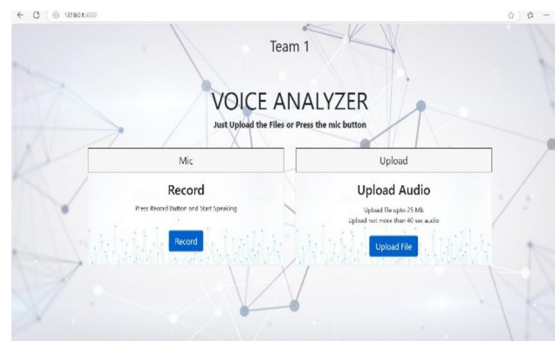 127.0.0.1:5000
Team 1
VOICE ANALYZER
Just Upload the Files or Press the mic button
Mic
Record
Press Record Button and Start Speaking
Record
Upload
Upload Audio
Upload file upto 25 Mb
Upload not more than 40 sec audio
Upload File